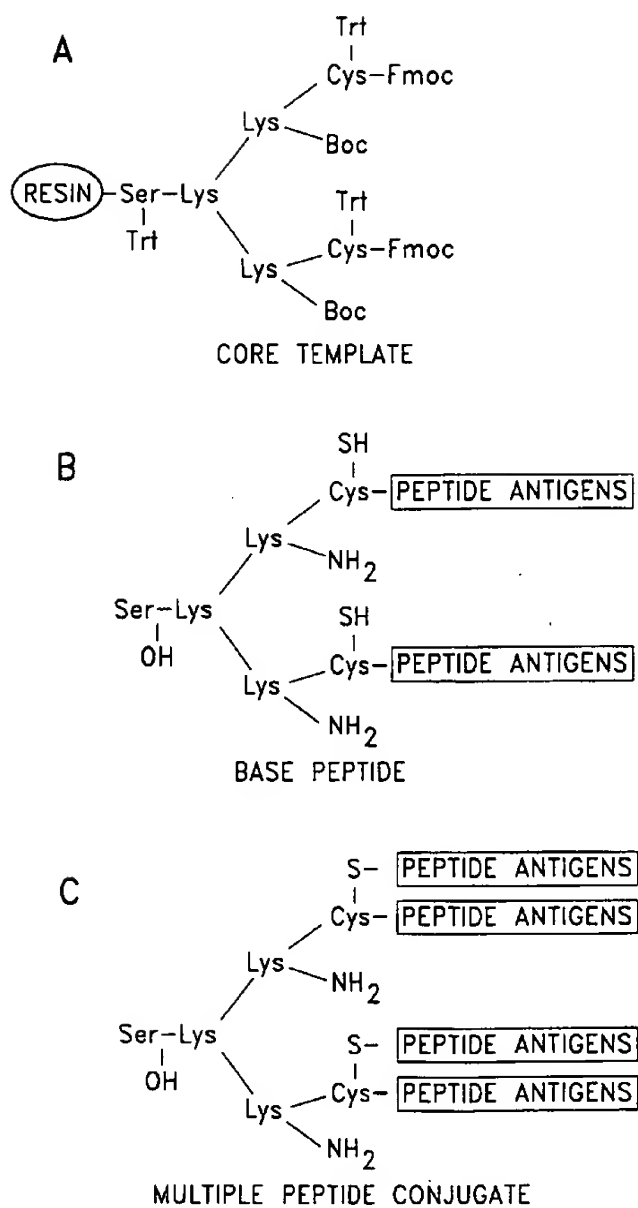 A
Trt
Cys-Fmoc
Lys
Boc
RESIN-Ser-Lys
Trt
Trt
Cys-Fmoc
Lys
Boc
CORE TEMPLATE
B
SH
Cys-PEPTIDE ANTIGENS
Lys
NH2
Ser-Lys
OH
SH
Cys-PEPTIDE ANTIGENS
Lys
NH2
BASE PEPTIDE
C
S-PEPTIDE ANTIGENS
Cys-PEPTIDE ANTIGENS
Lys
NH2
Ser-Lys
OH
S-PEPTIDE ANTIGENS
Cys-PEPTIDE ANTIGENS
Lys
NH2
MULTIPLE PEPTIDE CONJUGATE